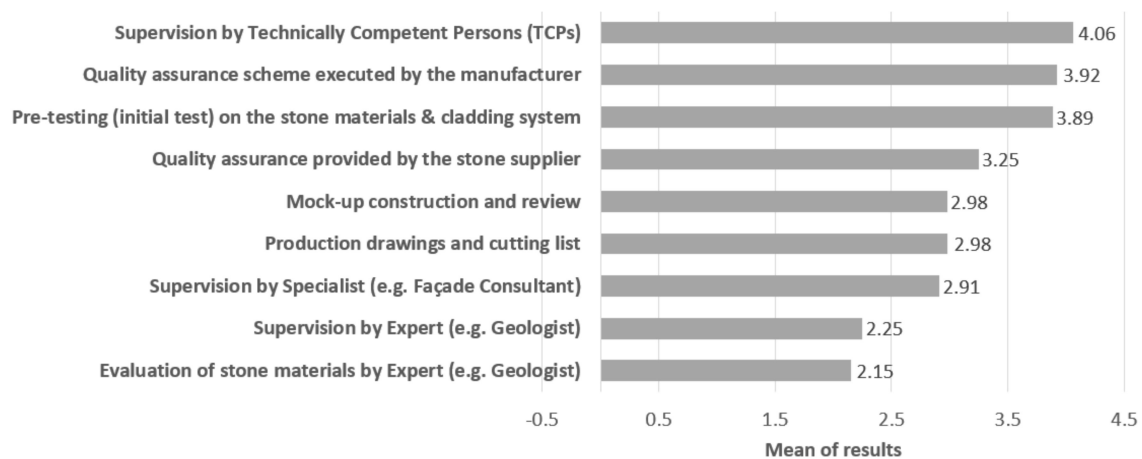 Supervision by Technically Competent Persons (TCPs) 4.06
Quality assurance scheme executed by the manufacturer 3.92
Pre-testing (initial test) on the stone materials & cladding system 3.89
Quality assurance provided by the stone supplier 3.25
Mock-up construction and review 2.98
Production drawings and cutting list 2.98
Supervision by Specialist (e.g. Façade Consultant) 2.91
Supervision by Expert (e.g. Geologist) 2.25
Evaluation of stone materials by Expert (e.g. Geologist) 2.15
-0.5 0.5 1.5 2.5 3.5 4.5
Mean of results